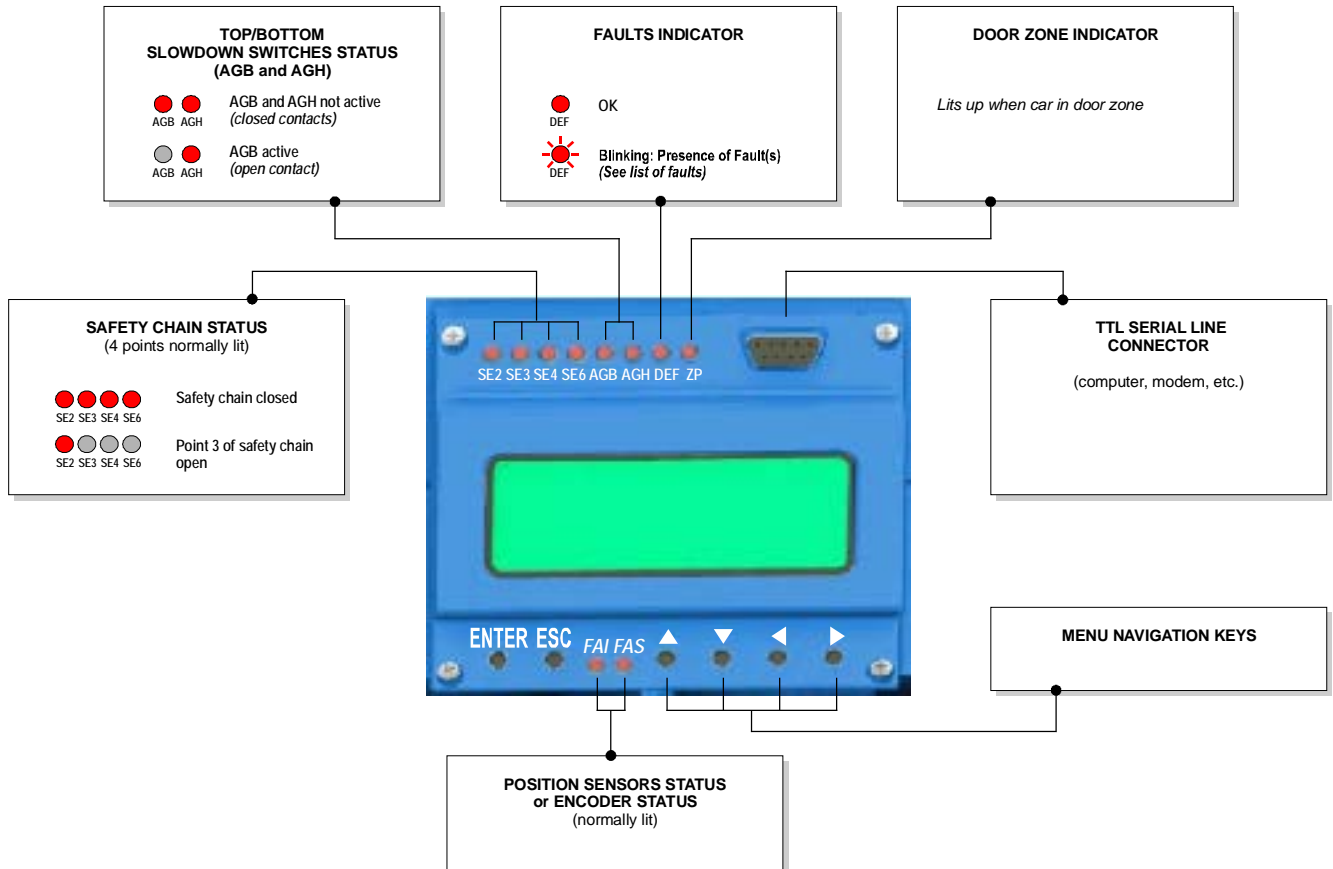 TOP/BOTTOM
SLOWDOWN SWITCHES STATUS
(AGB and AGH)
AGB AGH
AGB and AGH not active
(closed contacts)
AGB AGH
AGB active
(open contact)
FAULTS INDICATOR
DEF
OK
DEF
Blinking: Presence of Fault(s)
(See list of faults)
DOOR ZONE INDICATOR
Lits up when car in door zone
SAFETY CHAIN STATUS
(4 points normally lit)
SE2 SE3 SE4 SE6
Safety chain closed
SE2 SE3 SE4 SE6
Point 3 of safety chain
open
SE2 SE3 SE4 SE6 AGB AGH DEF ZP
TTL SERIAL LINE
CONNECTOR
(computer, modem, etc.)
ENTER ESC FAI FAS
MENU NAVIGATION KEYS
POSITION SENSORS STATUS
or ENCODER STATUS
(normally lit)